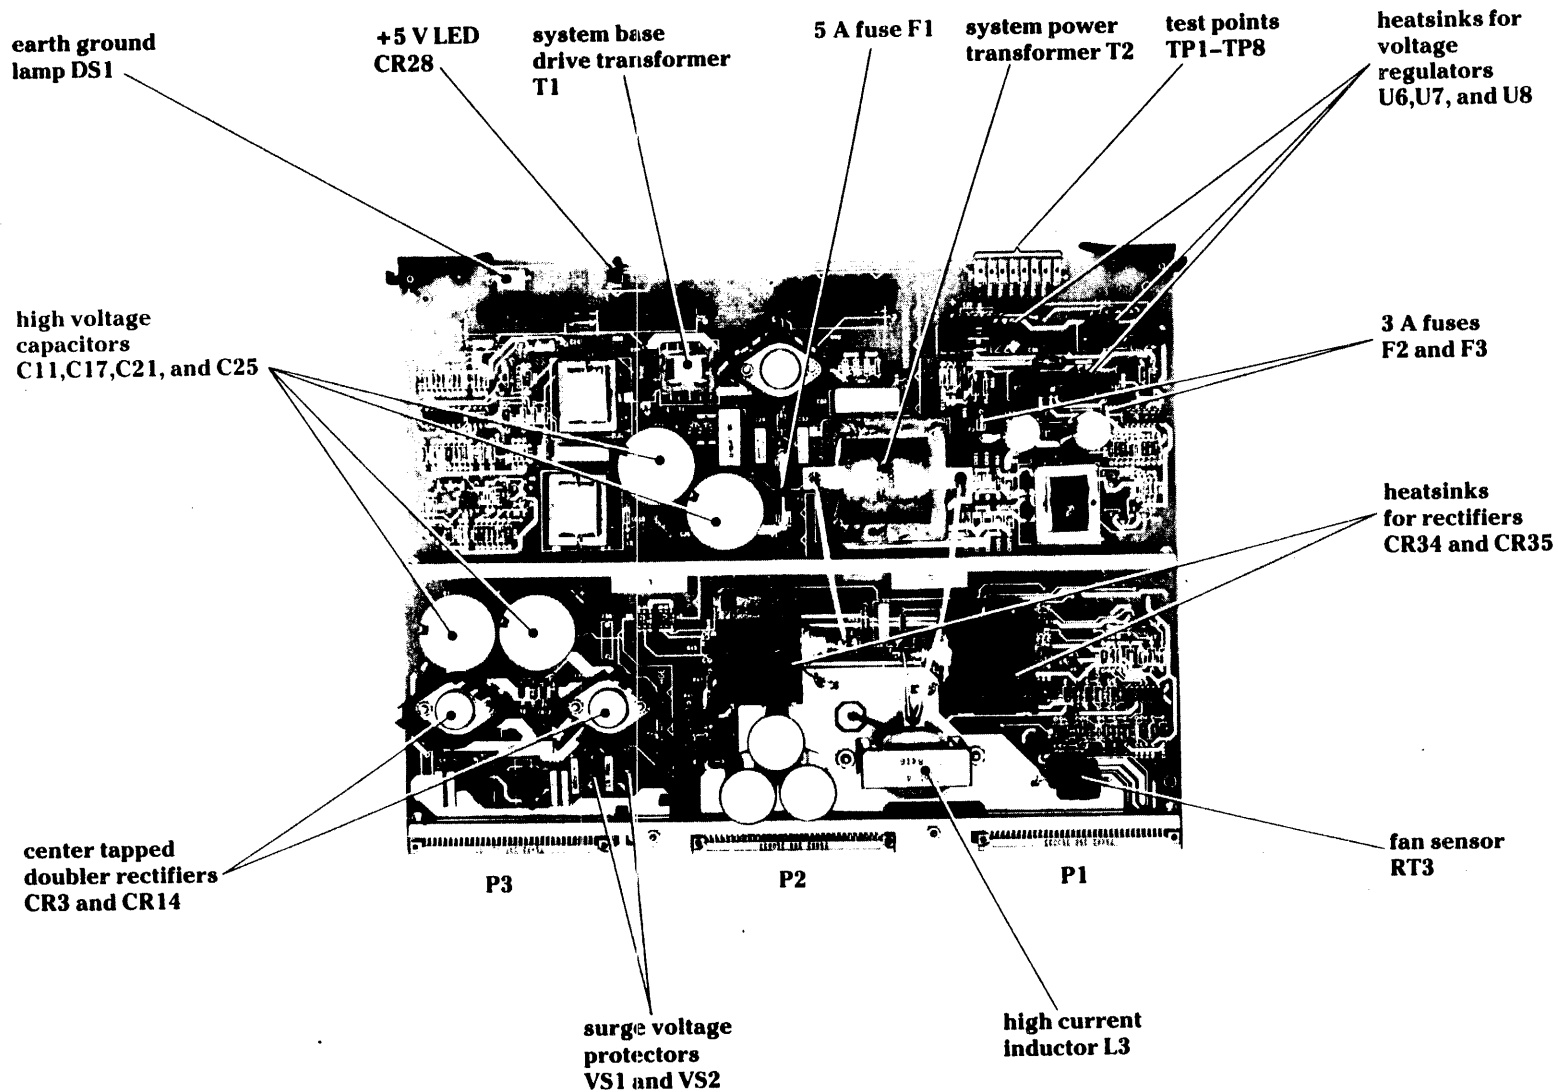 earth ground
lamp DS1
+5 V LED
CR28
system base
drive transformer
T1
5 A fuse F1
system power
transformer T2
test points
TP1–TP8
heatsinks for
voltage
regulators
U6,U7, and U8
high voltage
capacitors
C11,C17,C21, and C25
3 A fuses
F2 and F3
heatsinks
for rectifiers
CR34 and CR35
center tapped
doubler rectifiers
CR3 and CR14
P3
P2
P1
fan sensor
RT3
surge voltage
protectors
VS1 and VS2
high current
inductor L3